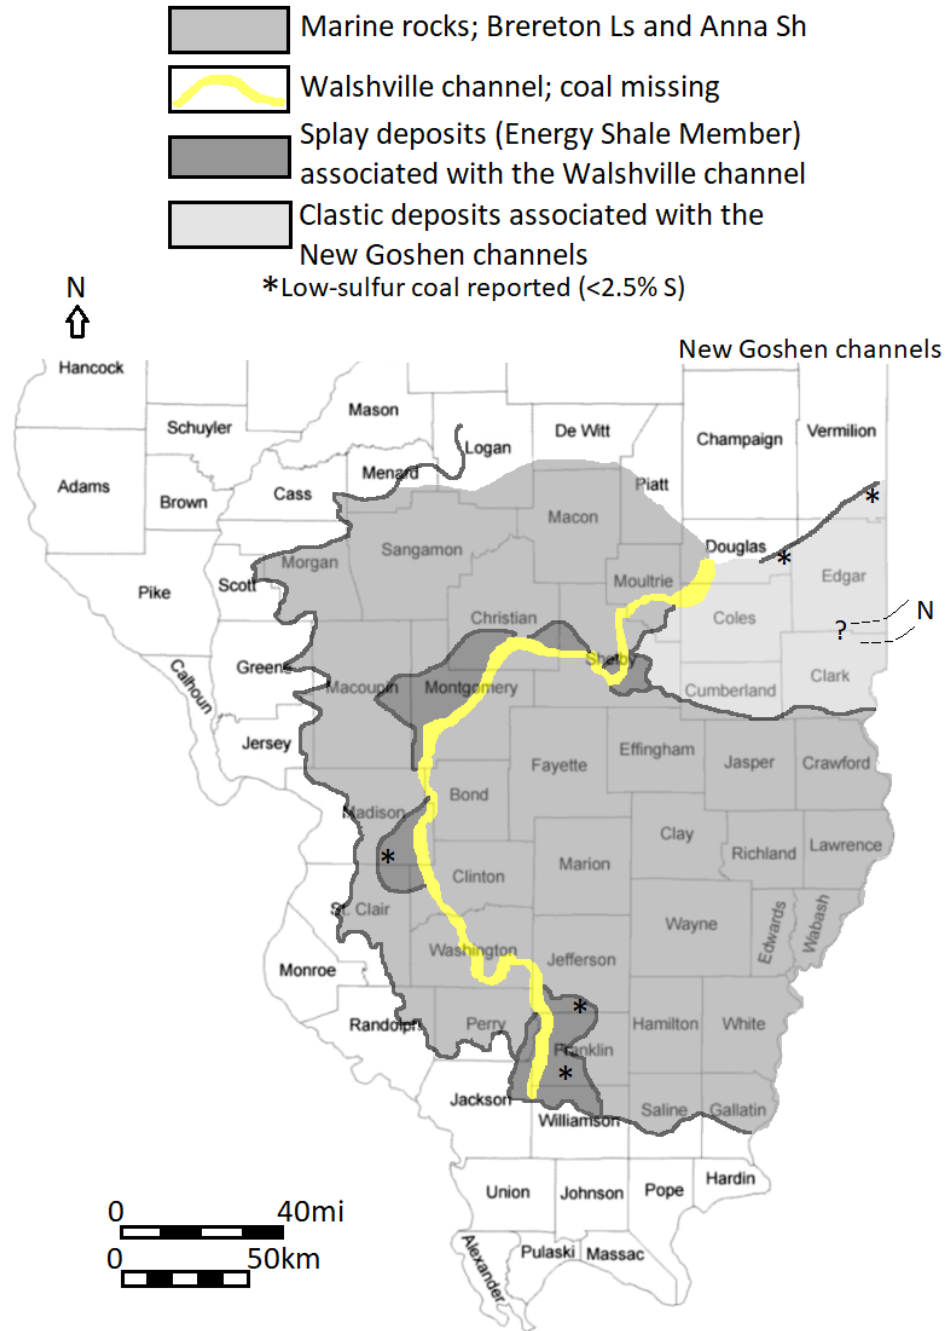 Marine rocks; Brereton Ls and Anna Sh
Walshville channel; coal missing
Splay deposits (Energy Shale Member)
associated with the Walshville channel
Clastic deposits associated with the
New Goshen channels
*Low-sulfur coal reported (<2.5% S)
N
New Goshen channels
Hancock
Mason
Schuyler
Logan
De Witt
Champaign
Vermilion
Menard
Adams
Brown
Cass
Piatt
*
Macon
Sangamon
Douglas
*
Morgan
Scott
Pike
Moultrie
Edgar
Christian
Coles
N
?
Greene
Shelby
Calhoun
Macoupin
Montgomery
Cumberland
Clark
Jersey
Effingham
Fayette
Jasper
Crawford
Bond
Madison
Clay
Richland
Lawrence
*
Marion
Clinton
St. Clair
Wayne
Edwards
Wabash
Washington
Jefferson
Monroe
*
Randolph
Perry
Hamilton
White
Franklin
*
Jackson
Williamson
Saline
Gallatin
Union
Johnson
Pope
Hardin
0
40mi
Alexander
Pulaski
Massac
0
50km